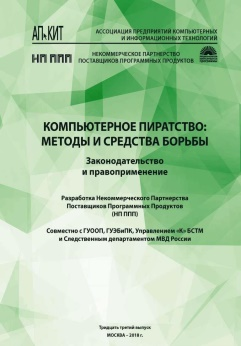 АП КИТ
АССОЦИАЦИЯ ПРЕДПРИЯТИЙ КОМПЬЮТЕРНЫХ
И ИНФОРМАЦИОННЫХ ТЕХНОЛОГИЙ
НП ППП
НЕКОММЕРЧЕСКОЕ ПАРТНЕРСТВО
ПОСТАВЩИКОВ ПРОГРАММНЫХ ПРОДУКТОВ
КОМПЬЮТЕРНОЕ ПИРАТСТВО:
МЕТОДЫ И СРЕДСТВА БОРЬБЫ
Законодательство
и правоприменение
Разработка Некоммерческого Партнерства
Поставщиков Программных Продуктов
(НП ППП)
Совместно с ГУООП, ГУЭБиПК, Управлением «К» БСТМ
и Следственным департаментом МВД России
Тридцать третий выпуск
МОСКВА – 2018 г.